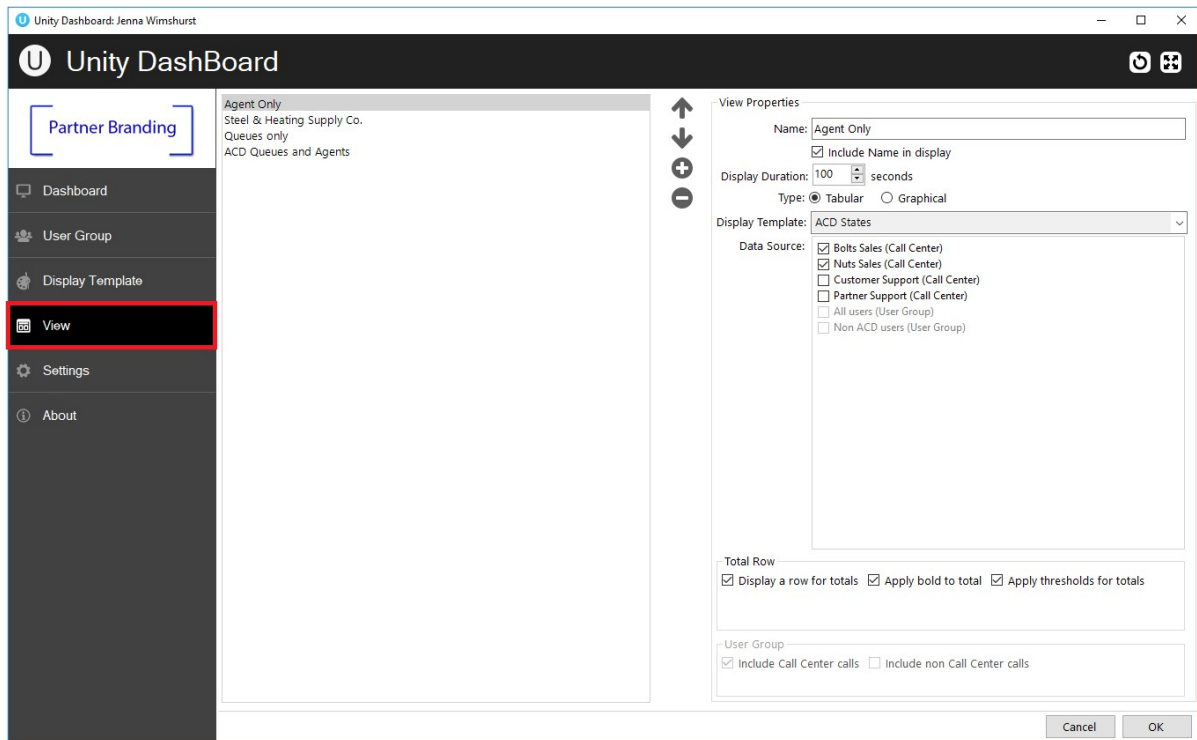 Unity Dashboard: Jenna Wimshurst
U Unity DashBoard
Partner Branding
Dashboard
User Group
Display Template
View
Settings
About
Agent Only
Steel & Heating Supply Co.
Queues only
ACD Queues and Agents
View Properties
Name: Agent Only
Include Name in display
Display Duration: 100 seconds
Type: Tabular Graphical
Display Template: ACD States
Data Source: Bolts Sales (Call Center)
Nuts Sales (Call Center)
Customer Support (Call Center)
Partner Support (Call Center)
All users (User Group)
Non ACD users (User Group)
Total Row
Display a row for totals Apply bold to total Apply thresholds for totals
User Group
Include Call Center calls Include non Call Center calls
Cancel OK